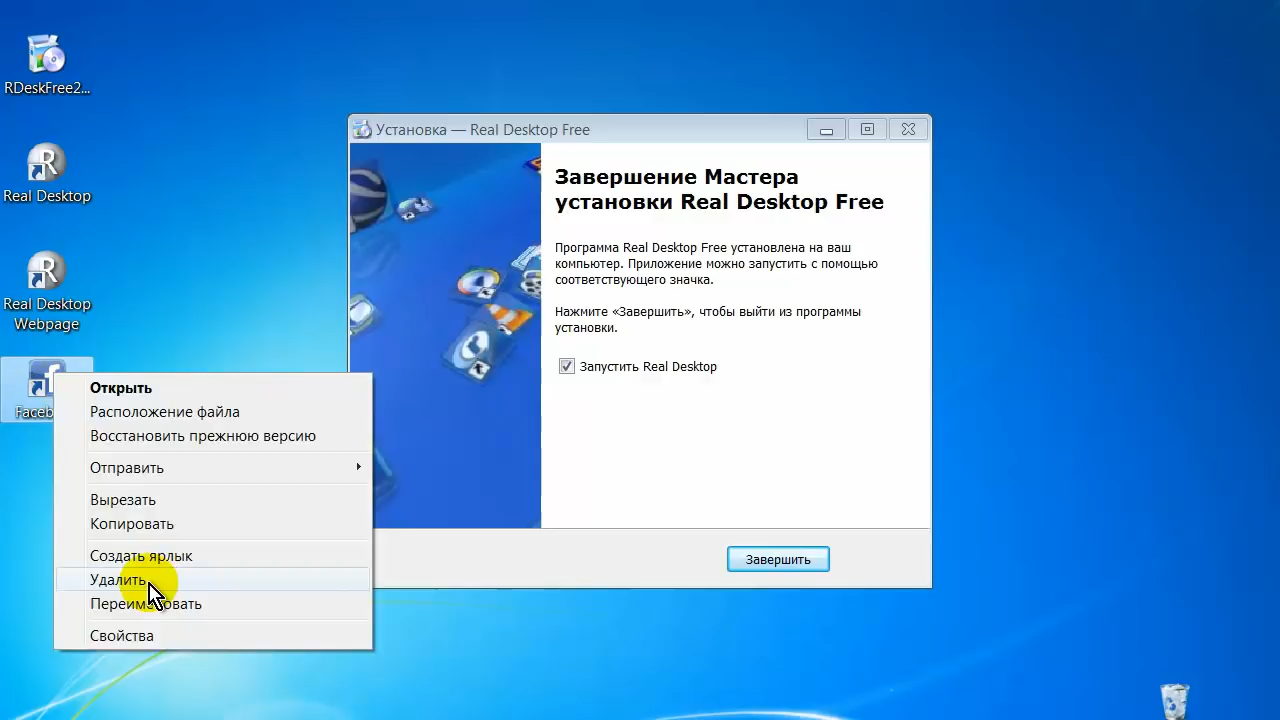 RDeskFree2...
Real Desktop
Real Desktop
Webpage
Установка — Real Desktop Free
Завершение Мастера
установки Real Desktop Free
Программа Real Desktop Free установлена на ваш
компьютер. Приложение можно запустить с помощью
соответствующего значка.
Нажмите «Завершить», чтобы выйти из программы
установки.
Запустить Real Desktop
Завершить
Faceb
Открыть
Расположение файла
Восстановить прежнюю версию
Отправить
Вырезать
Копировать
Создать ярлык
Удалить
Переименовать
Свойства